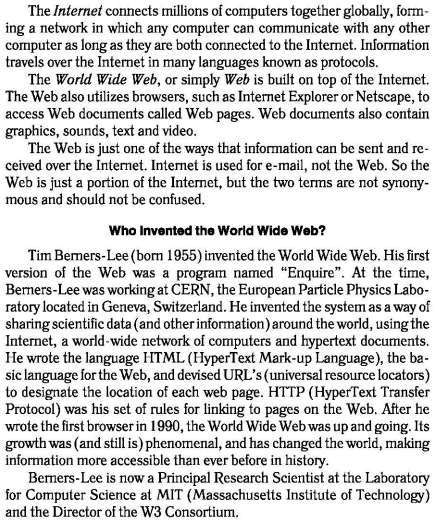 The Internet connects millions of computers together globally, form-
ing a network in which any computer can communicate with any other
computer as long as they are both connected to the Internet. Information
travels over the Internet in many languages known as protocols.
The World Wide Web, or simply Web is built on top of the Internet.
The Web also utilizes browsers, such as Internet Explorer or Netscape, to
access Web documents called Web pages. Web documents also contain
graphics, sounds, text and video.
The Web is just one of the ways that information can be sent and re-
ceived over the Internet. Internet is used for e-mail, not the Web. So the
Web is just a portion of the Internet, but the two terms are not synony-
mous and should not be confused.
Who Invented the World Wide Web?
Tim Berners-Lee (born 1955) invented the World Wide Web. His first
version of the Web was a program named “Enquire”. At the time,
Berners-Lee was working at CERN, the European Particle Physics Labo-
ratory located in Geneva, Switzerland. He invented the system as a way of
sharing scientific data (and other information) around the world, using the
Internet, a world-wide network of computers and hypertext documents.
He wrote the language HTML (HyperText Mark-up Language), the ba-
sic language for the Web, and devised URL's (universal resource locators)
to designate the location of each web page. HTTP (HyperText Transfer
Protocol) was his set of rules for linking to pages on the Web. After he
wrote the first browser in 1990, the World Wide Web was up and going. Its
growth was (and still is) phenomenal, and has changed the world, making
information more accessible than ever before in history.
Berners-Lee is now a Principal Research Scientist at the Laboratory
for Computer Science at MIT (Massachusetts Institute of Technology)
and the Director of the W3 Consortium.